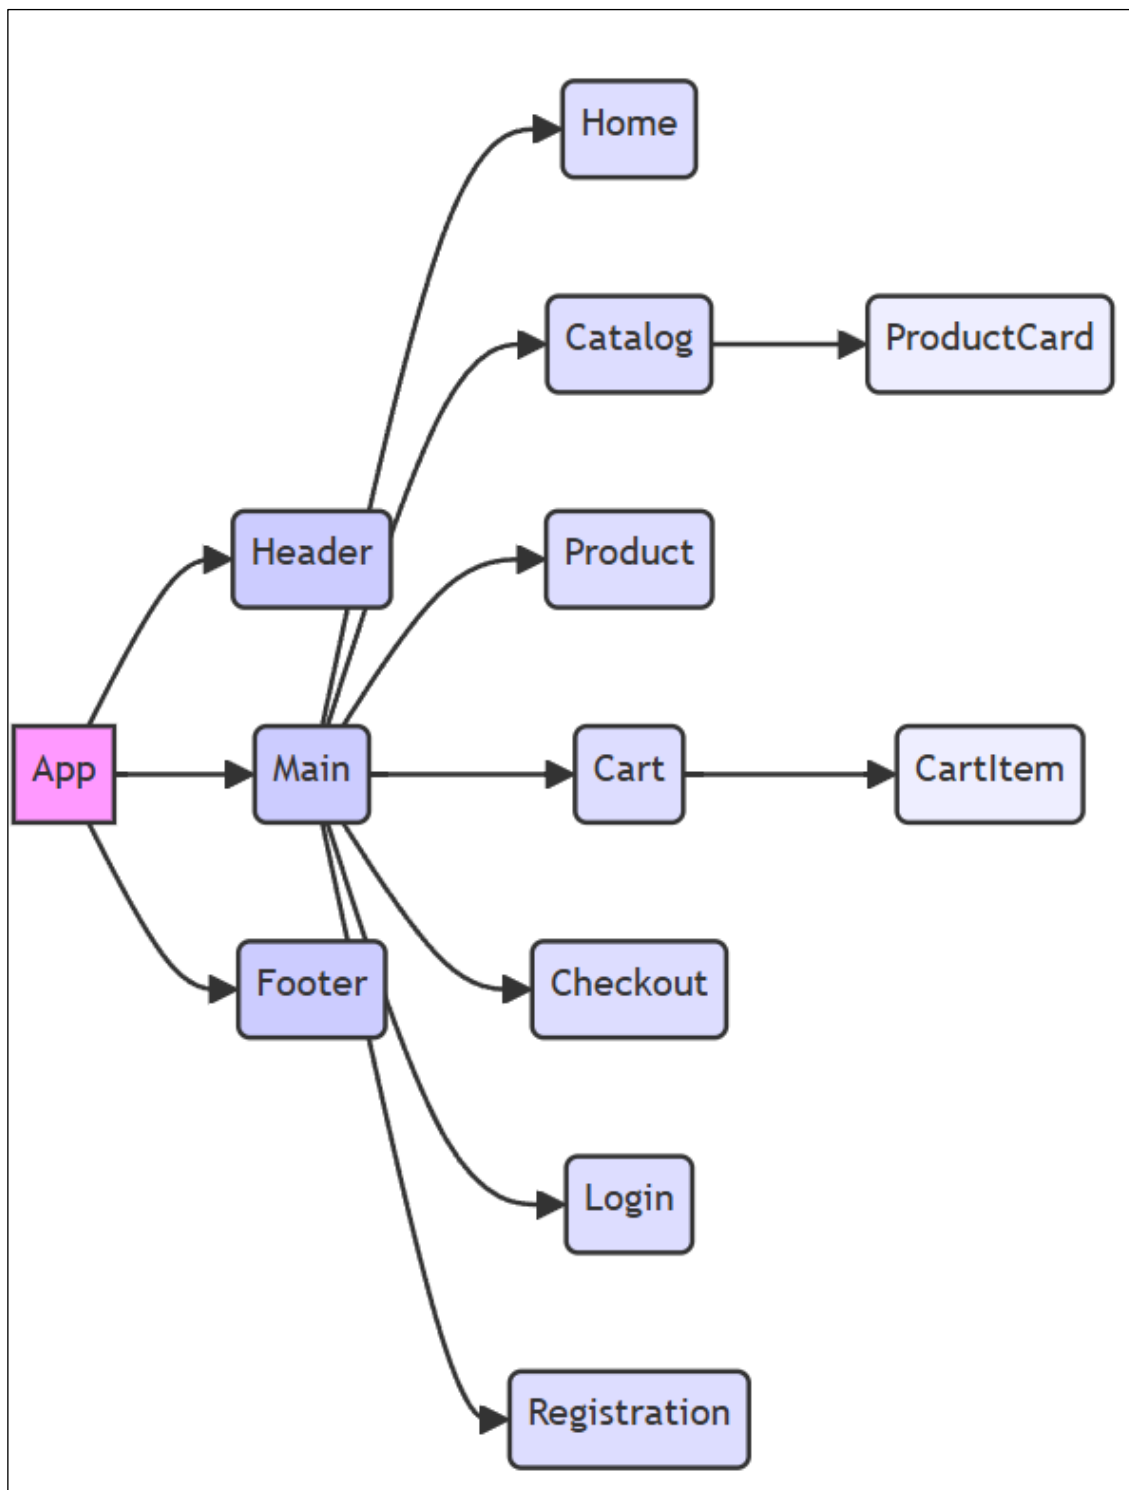 Home
Catalog
ProductCard
Header
Product
App
Main
Cart
CartItem
Footer
Checkout
Login
Registration